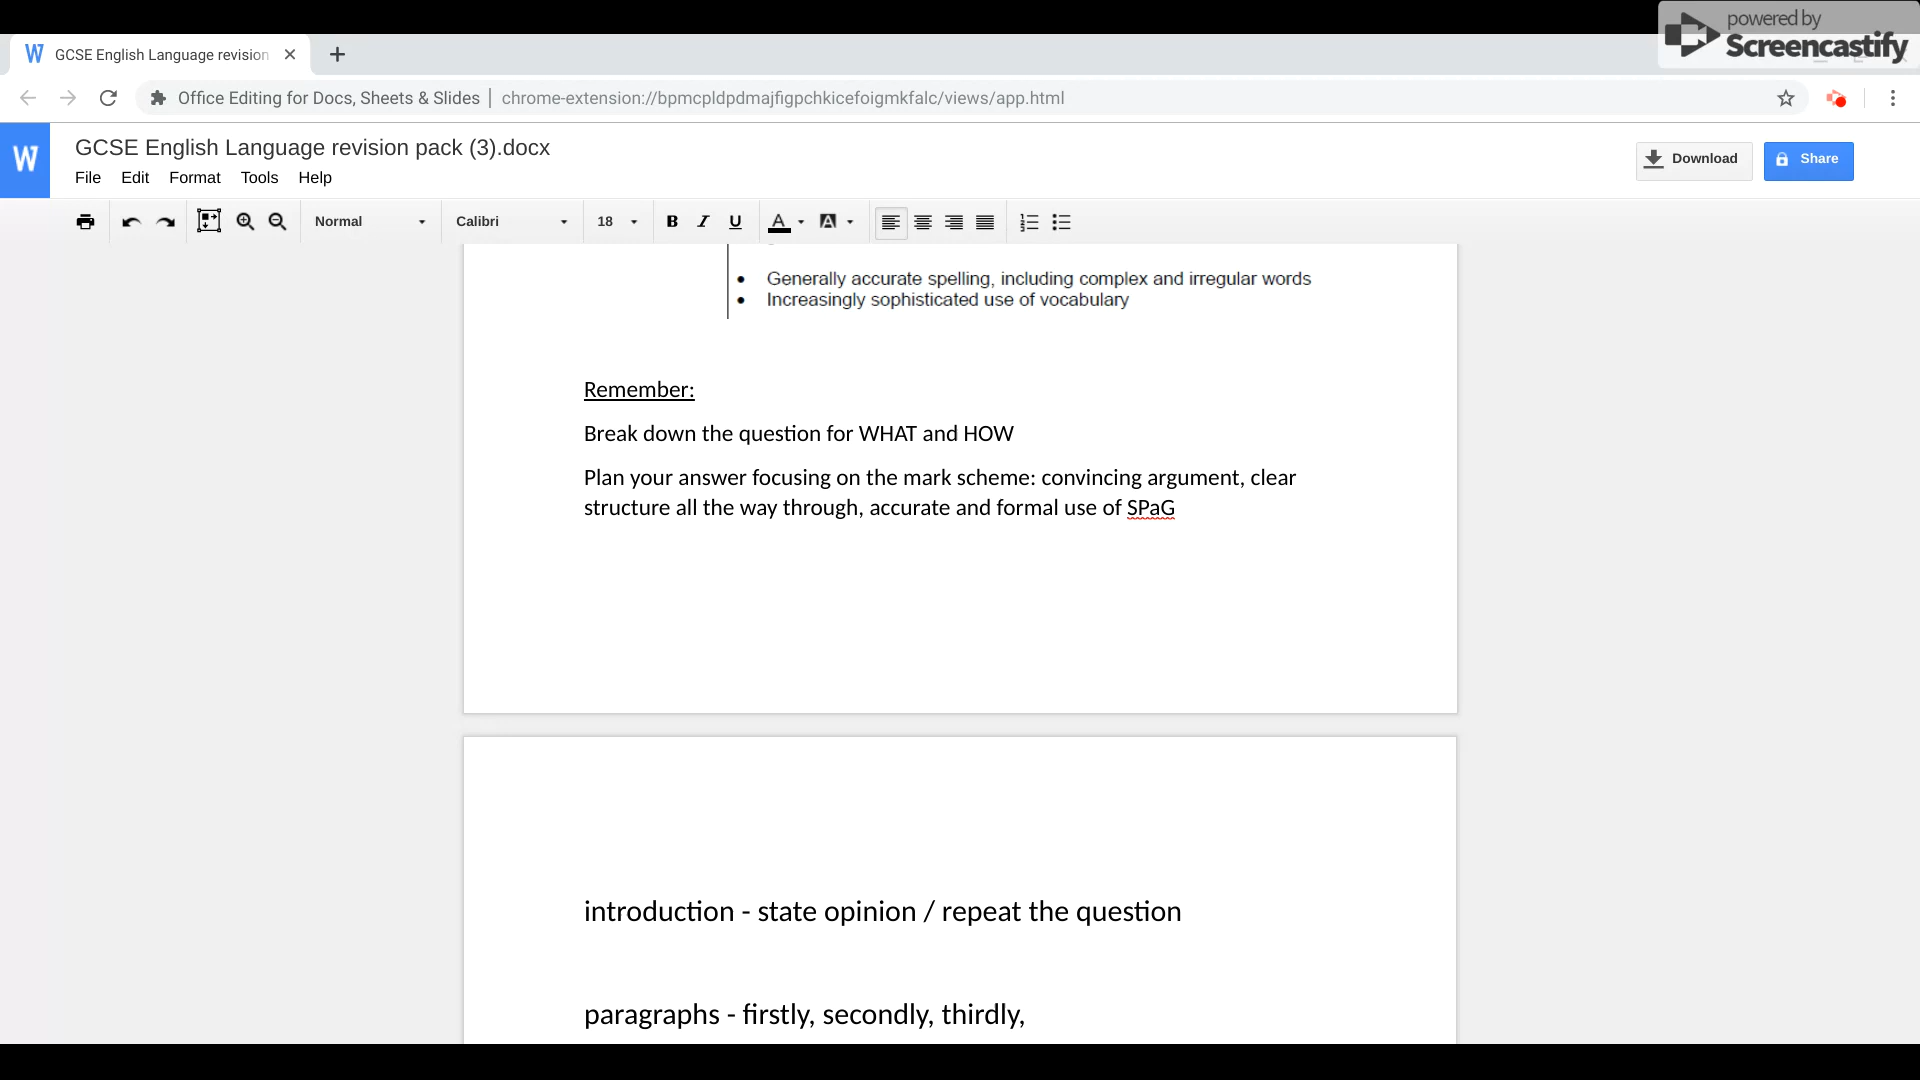 powered by
Screencastify
GCSE English Language revision
Office Editing for Docs, Sheets & Slides | chrome-extension://bpmcpldpdmajfigpchkicefoigmkfalc/views/app.html
W
GCSE English Language revision pack (3).docx
File Edit Format Tools Help
Download
Share
Normal Calibri 18 B I U A A
• Generally accurate spelling, including complex and irregular words
• Increasingly sophisticated use of vocabulary
Remember:
Break down the question for WHAT and HOW
Plan your answer focusing on the mark scheme: convincing argument, clear
structure all the way through, accurate and formal use of SPaG
introduction - state opinion / repeat the question
paragraphs - firstly, secondly, thirdly,